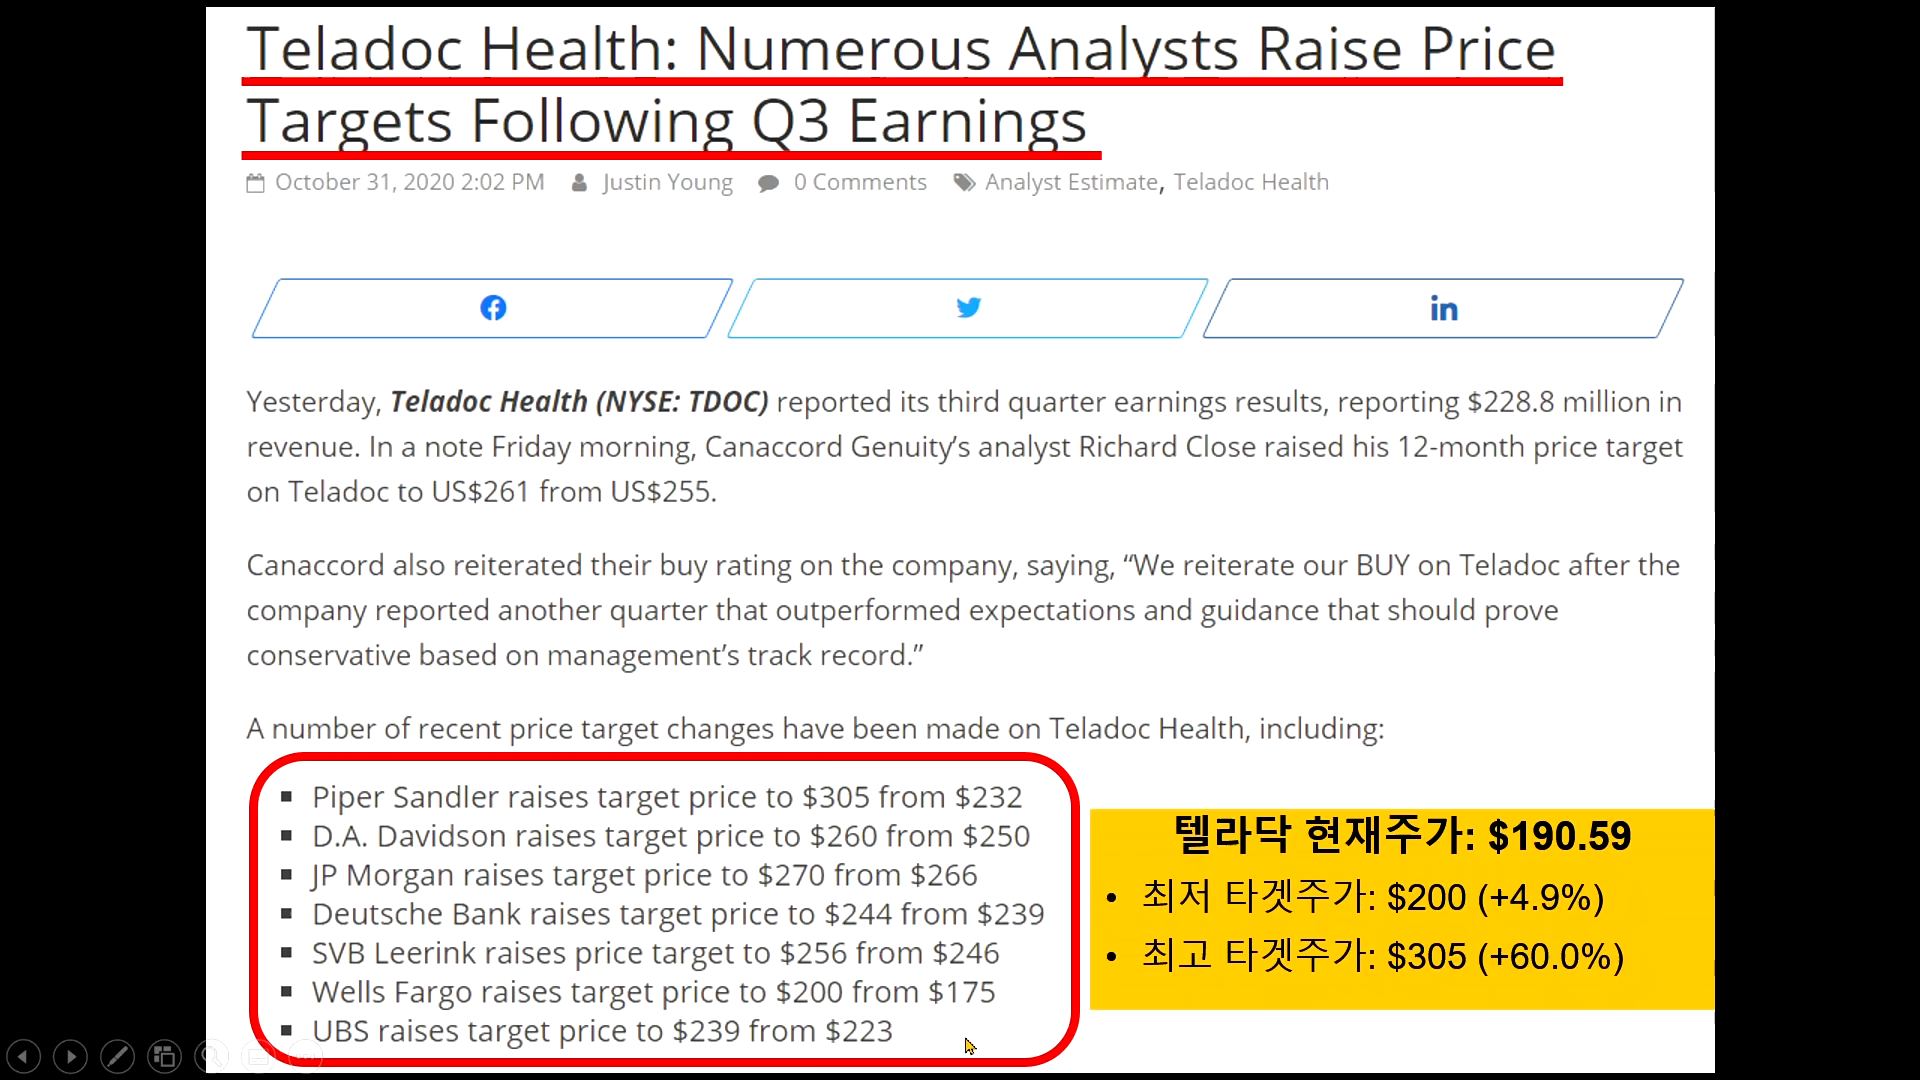 Teladoc Health: Numerous Analysts Raise Price
Targets Following Q3 Earnings
October 31, 2020 2:02 PM Justin Young 0 Comments Analyst Estimate, Teladoc Health
in
Yesterday, Teladoc Health (NYSE: TDOC) reported its third quarter earnings results, reporting $228.8 million in
revenue. In a note Friday morning, Canaccord Genuity’s analyst Richard Close raised his 12-month price target
on Teladoc to US$261 from US$255.
Canaccord also reiterated their buy rating on the company, saying, “We reiterate our BUY on Teladoc after the
company reported another quarter that outperformed expectations and guidance that should prove
conservative based on management’s track record.”
A number of recent price target changes have been made on Teladoc Health, including:
▪ Piper Sandler raises target price to $305 from $232
▪ D.A. Davidson raises target price to $260 from $250
▪ JP Morgan raises target price to $270 from $266
▪ Deutsche Bank raises target price to $244 from $239
▪ SVB Leerink raises price target to $256 from $246
▪ Wells Fargo raises target price to $200 from $175
▪ UBS raises target price to $239 from $223
텔라닥 현재주가: $190.59
• 최저 타겟주가: $200 (+4.9%)
• 최고 타겟주가: $305 (+60.0%)